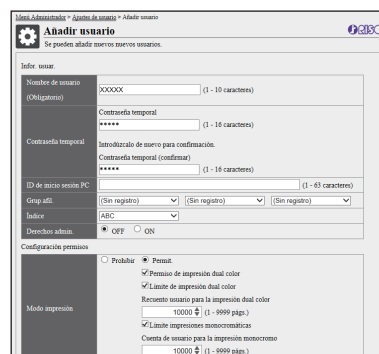 Menú Administrador > Ajustes de usuario > Añadir usuario
Añadir usuario
Se pueden añadir nuevos nuevos usuarios.
Infor. usuar.
Nombre de usuario
(Obligatorio)
XXXXX
(1 - 10 caracteres)
Contraseña temporal
Contraseña temporal
***** (1 - 16 caracteres)
Introdúzcalo de nuevo para confirmación.
Contraseña temporal (confirmar)
***** (1 - 16 caracteres)
ID de inicio sesión PC
(1 - 63 caracteres)
Grup afil.
(Sin registro) (Sin registro) (Sin registro)
Índice
ABC
Derechos admin.
OFF ON
Configuración permisos
Modo impresión
Prohibir Permit.
Permiso de impresión dual color
Límite de impresión dual color
Recuento usuario para la impresión dual color
10000 (1 - 9999 págs.)
Límite impresiones monocromáticas
Cuenta de usuario para la impresión monocromo
10000 (1 - 9999 págs.)